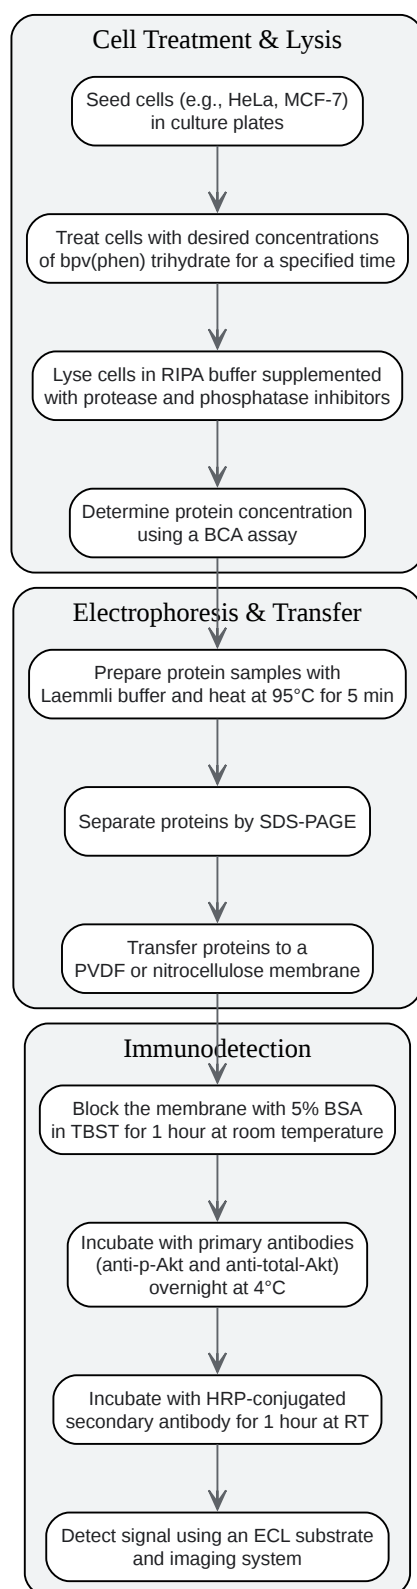 Cell Treatment & Lysis
Seed cells (e.g., HeLa, MCF-7)
in culture plates
Treat cells with desired concentrations
of bpv(phen) trihydrate for a specified time
Lyse cells in RIPA buffer supplemented
with protease and phosphatase inhibitors
Determine protein concentration
using a BCA assay
Electrophoresis & Transfer
Prepare protein samples with
Laemmli buffer and heat at 95°C for 5 min
Separate proteins by SDS-PAGE
Transfer proteins to a
PVDF or nitrocellulose membrane
Immunodetection
Block the membrane with 5% BSA
in TBST for 1 hour at room temperature
Incubate with primary antibodies
(anti-p-Akt and anti-total-Akt)
overnight at 4°C
Incubate with HRP-conjugated
secondary antibody for 1 hour at RT
Detect signal using an ECL substrate
and imaging system